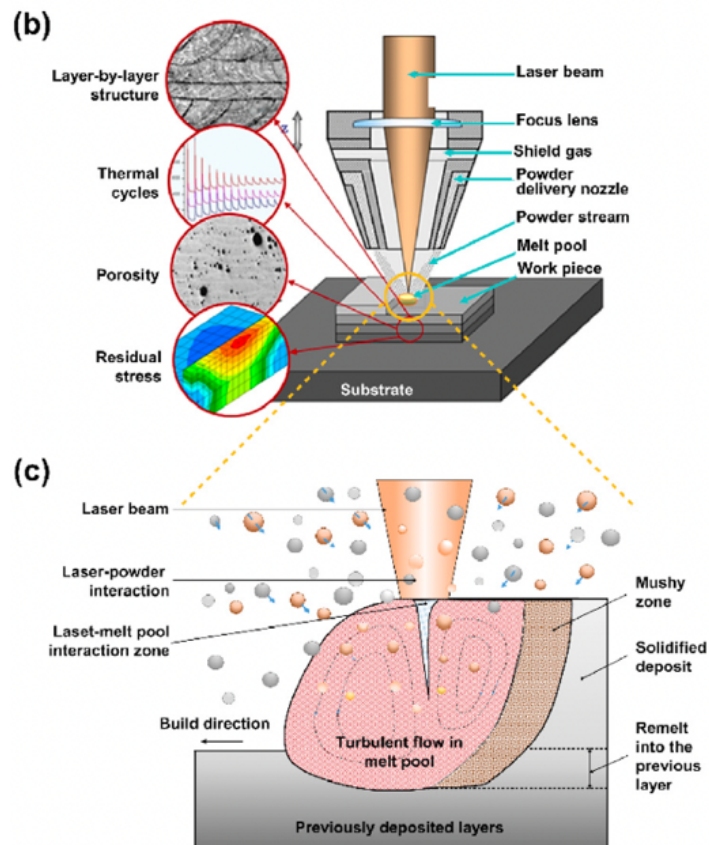 (b)
Layer-by-layer
structure
Thermal
cycles
Porosity
Residual
stress
z
Laser beam
Focus lens
Shield gas
Powder
delivery nozzle
Powder stream
Melt pool
Work piece
Substrate
(c)
Laser beam
Laser-powder
interaction
Laset-melt pool
interaction zone
Build direction
Turbulent flow in
melt pool
Mushy
zone
Solidified
deposit
Remelt
into the
previous
layer
Previously deposited layers